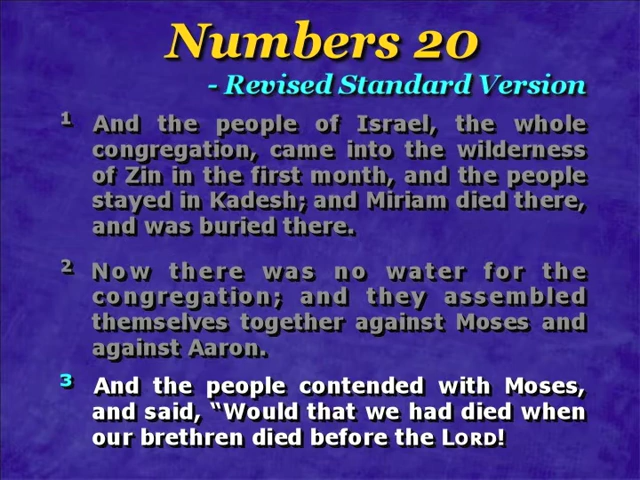 Numbers 20
- Revised Standard Version
1 And the people of Israel, the whole
congregation, came into the wilderness
of Zin in the first month, and the people
stayed in Kadesh; and Miriam died there,
and was buried there.
2 Now there was no water for the
congregation; and they assembled
themselves together against Moses and
against Aaron.
3 And the people contended with Moses,
and said, “Would that we had died when
our brethren died before the LORD!